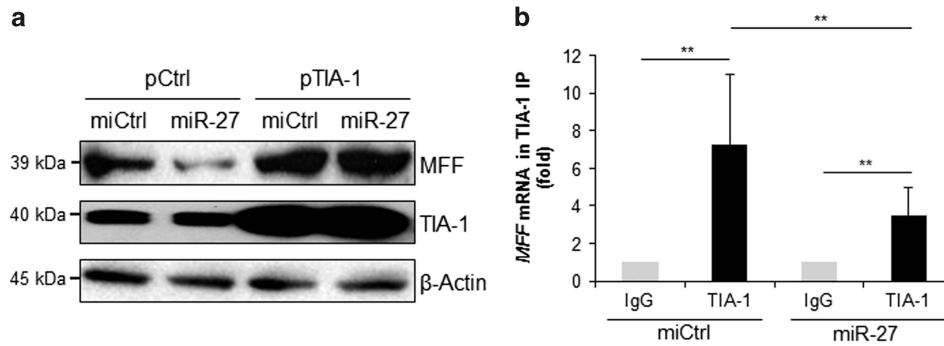 a
pCtrl pTIA-1
miCtrl miR-27 miCtrl miR-27
39 kDa MFF
40 kDa TIA-1
45 kDa β-Actin
b
**
**
**
MFF mRNA in TIA-1 IP
(fold)
12
10
8
6
4
2
0
IgG TIA-1 IgG TIA-1
miCtrl miR-27